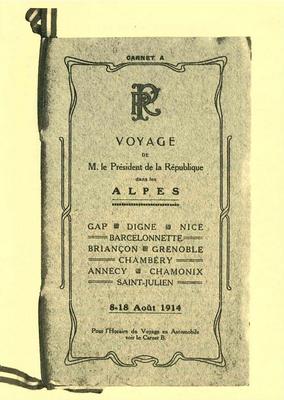 CARNET A
RF
VOYAGE
DE
M. le Président de la République
dans les
ALPES
GAP DIGNE NICE
BARCELONNETTE
BRIANÇON GRENOBLE
CHAMBÉRY
ANNECY CHAMONIX
SAINT-JULIEN
8-18 Août 1914
Pour l'Horaire du Voyage en Automobile
voir le Carnet B.